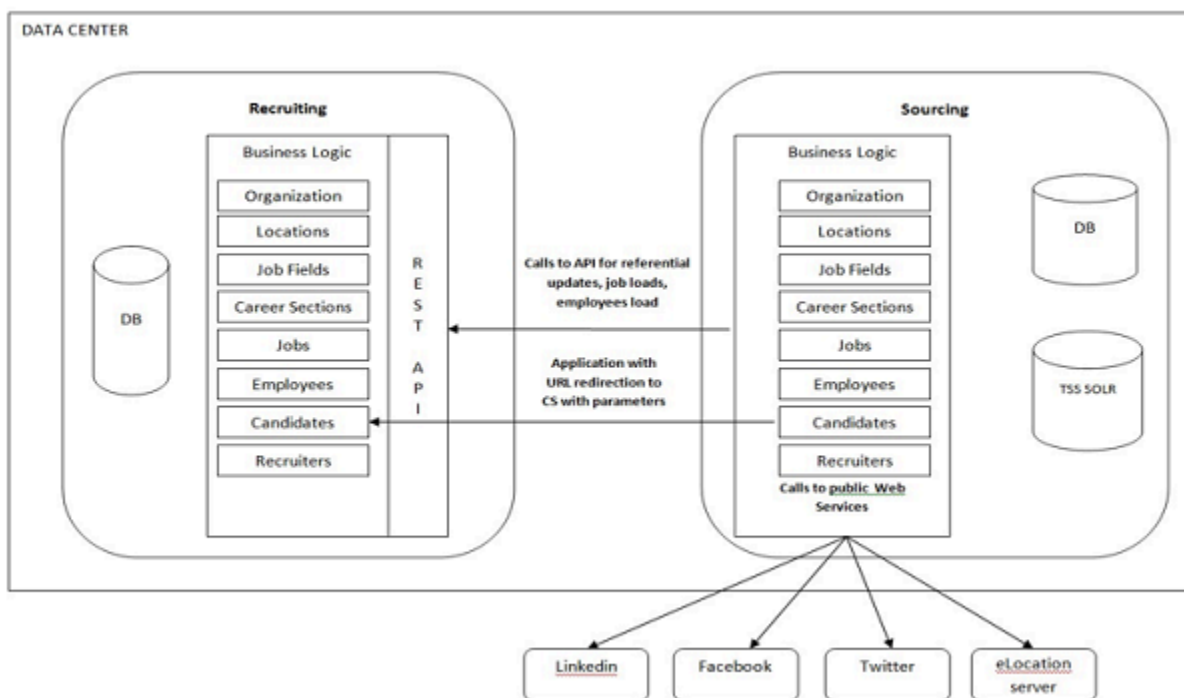 DATA CENTER
Recruiting
Business Logic
Organization
Locations
Job Fields
Career Sections
Jobs
Employees
Candidates
Recruiters
DB
REST API
Calls to API for referential
updates, job loads,
employees load
Application with
URL redirection to
CS with parameters
Sourcing
Business Logic
Organization
Locations
Job Fields
Career Sections
Jobs
Employees
Candidates
Recruiters
Calls to public Web
Services
DB
TSS SOLR
Linkedin
Facebook
Twitter
eLocation
server